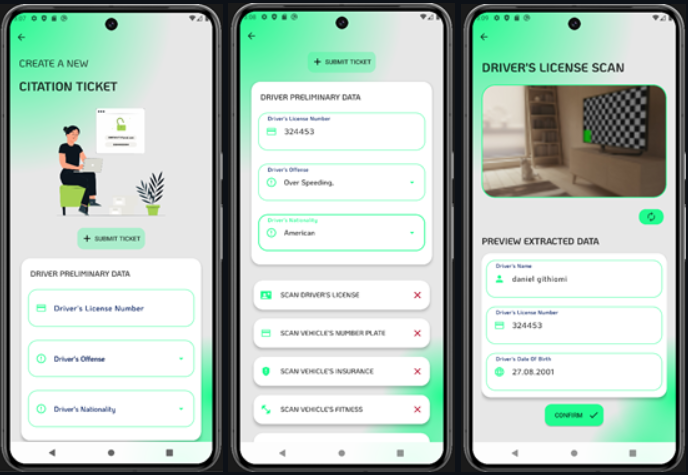 CREATE A NEW
CITATION TICKET
+ SUBMIT TICKET
DRIVER PRELIMINARY DATA
Driver's License Number
Driver's Offense
Driver's Nationality
+ SUBMIT TICKET
DRIVER PRELIMINARY DATA
Driver's License Number
324453
Driver's Offense
Over Speeding,
Driver's Nationality
American
SCAN DRIVER'S LICENSE
SCAN VEHICLE'S NUMBER PLATE
SCAN VEHICLE'S INSURANCE
SCAN VEHICLE'S FITNESS
DRIVER'S LICENSE SCAN
PREVIEW EXTRACTED DATA
Driver's Name
daniel githiomi
Driver's License Number
324453
Driver's Date Of Birth
27.08.2001
CONFIRM